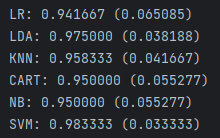 LR: 0.941667 (0.065085)
LDA: 0.975000 (0.038188)
KNN: 0.958333 (0.041667)
CART: 0.950000 (0.055277)
NB: 0.950000 (0.055277)
SVM: 0.983333 (0.033333)